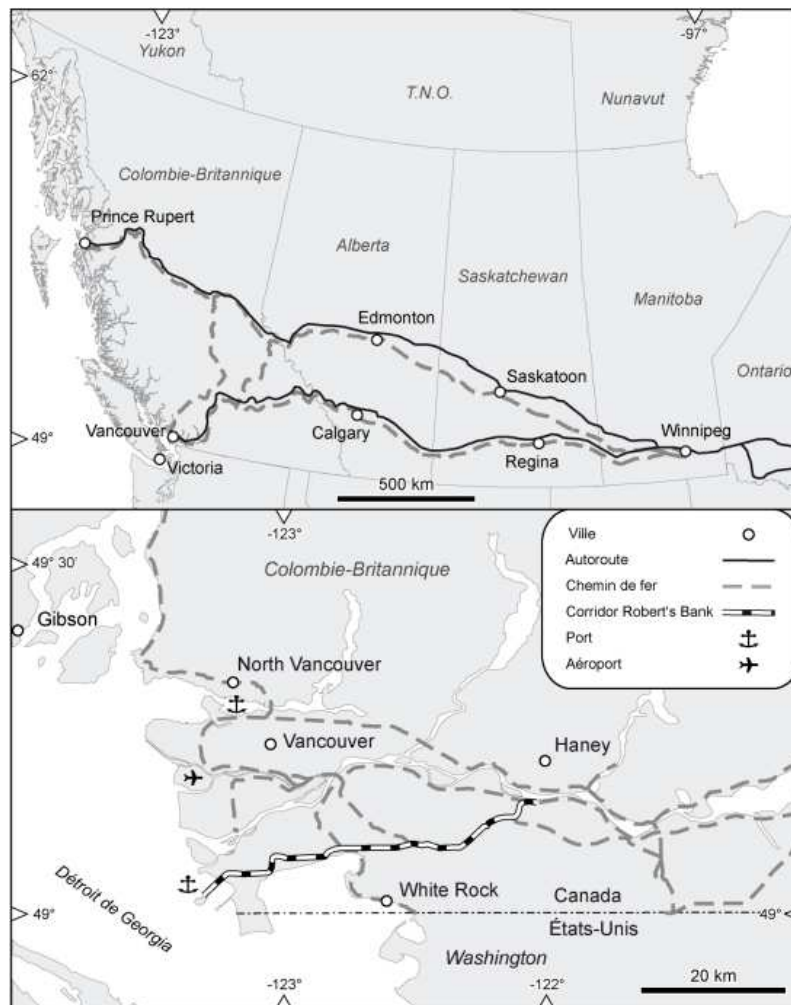 -123°
-97°
Yukon
62°
T.N.O.
Nunavut
Colombie-Britannique
Prince Rupert
Alberta
Saskatchewan
Edmonton
Manitoba
Saskatoon
Ontario
Vancouver
49°
Calgary
Regina
Winnipeg
Victoria
500 km
-123°
Ville
49° 30'
Autoroute
Colombie-Britannique
Chemin de fer
Gibson
Corridor Robert's Bank
Port
North Vancouver
Aéroport
Vancouver
Haney
Détroit de Georgia
White Rock
Canada
49°
49°
États-Unis
Washington
-123°
-122°
20 km